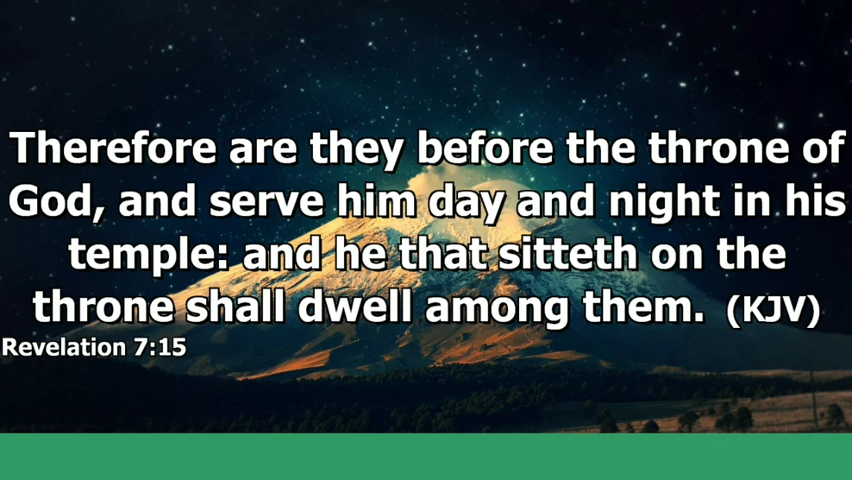 Therefore are they before the throne of
God, and serve him day and night in his
temple: and he that sitteth on the
throne shall dwell among them. (KJV)
Revelation 7:15